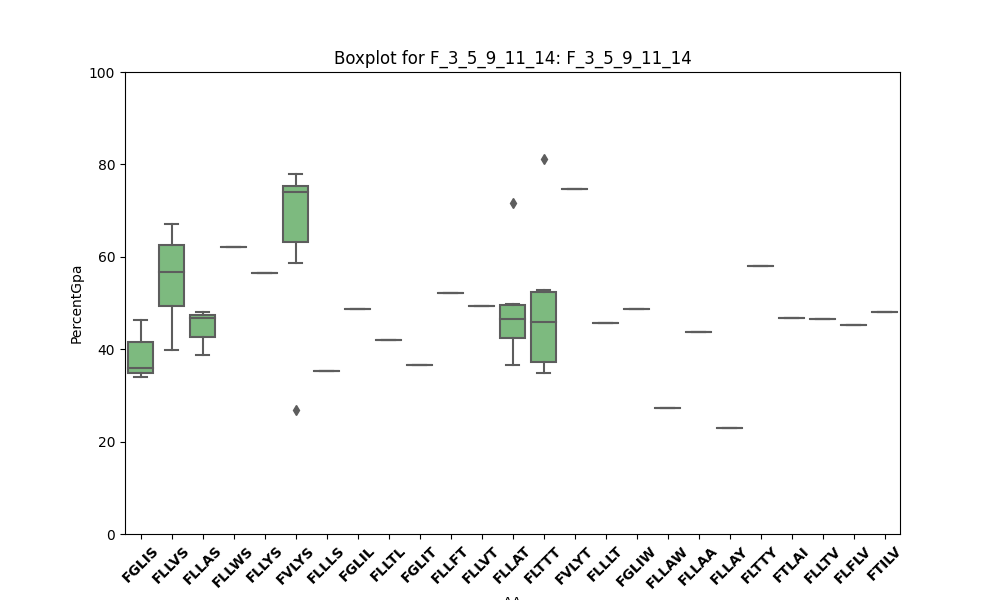 Boxplot for F_3_5_9_11_14: F_3_5_9_11_14
100
80
60
40
20
0
PercentGpa
FGLIS
FLLVS
FLLAS
FLLWS
FLLYS
FVLYS
FLLLS
FGLIL
FLLTL
FGLIT
FLLFT
FLLVT
FLLAT
FLTTT
FVLYT
FLLLT
FGLIW
FLLAW
FLLAA
FLLAY
FLTTY
FTLAI
FLLTV
FLFLV
FTILV